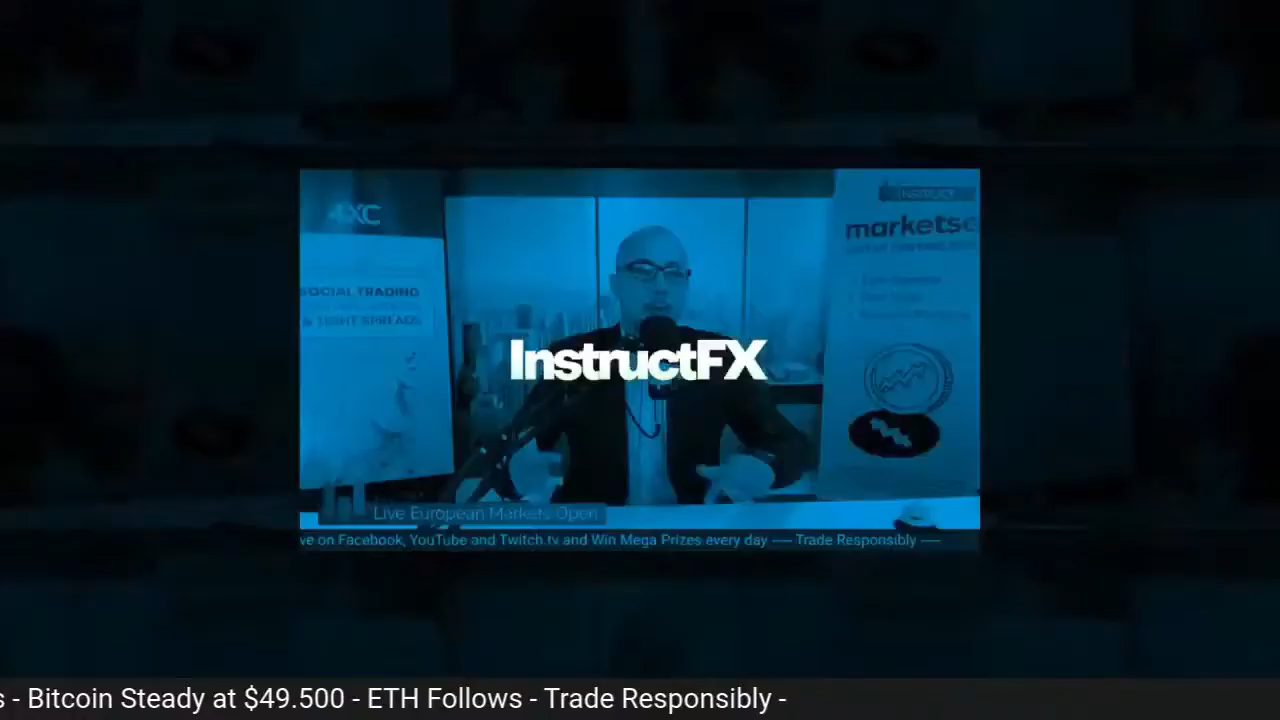 4XC
INSTRUCT
marketse
SOCIAL TRADING
& TIGHT SPREADS
InstructFX
Live European Markets Open
ve on Facebook, YouTube and Twitch.tv and Win Mega Prizes every day ---- Trade Responsibly ----
s - Bitcoin Steady at $49.500 - ETH Follows - Trade Responsibly -